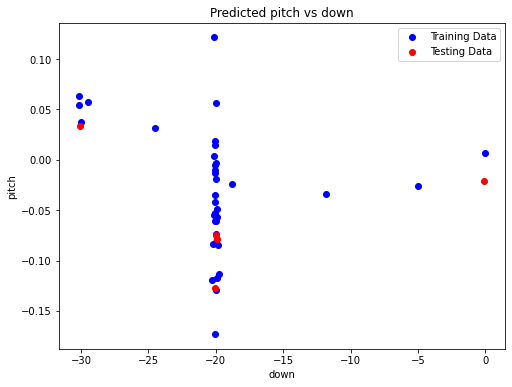 Predicted pitch vs down
Training Data
Testing Data
0.10
0.05
0.00
−0.05
−0.10
−0.15
pitch
−30
−25
−20
−15
−10
−5
0
down